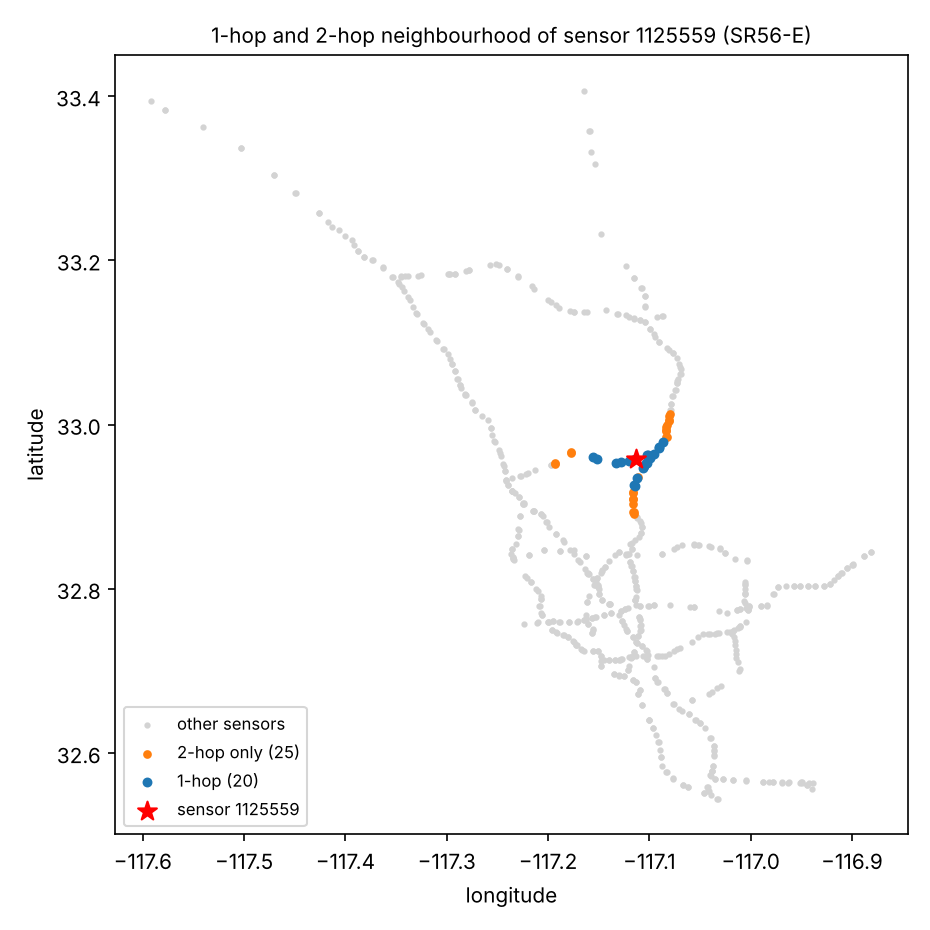 1-hop and 2-hop neighbourhood of sensor 1125559 (SR56-E)
33.4
33.2
33.0
32.8
32.6
latitude
other sensors
2-hop only (25)
1-hop (20)
sensor 1125559
−117.6 −117.5 −117.4 −117.3 −117.2 −117.1 −117.0 −116.9
longitude